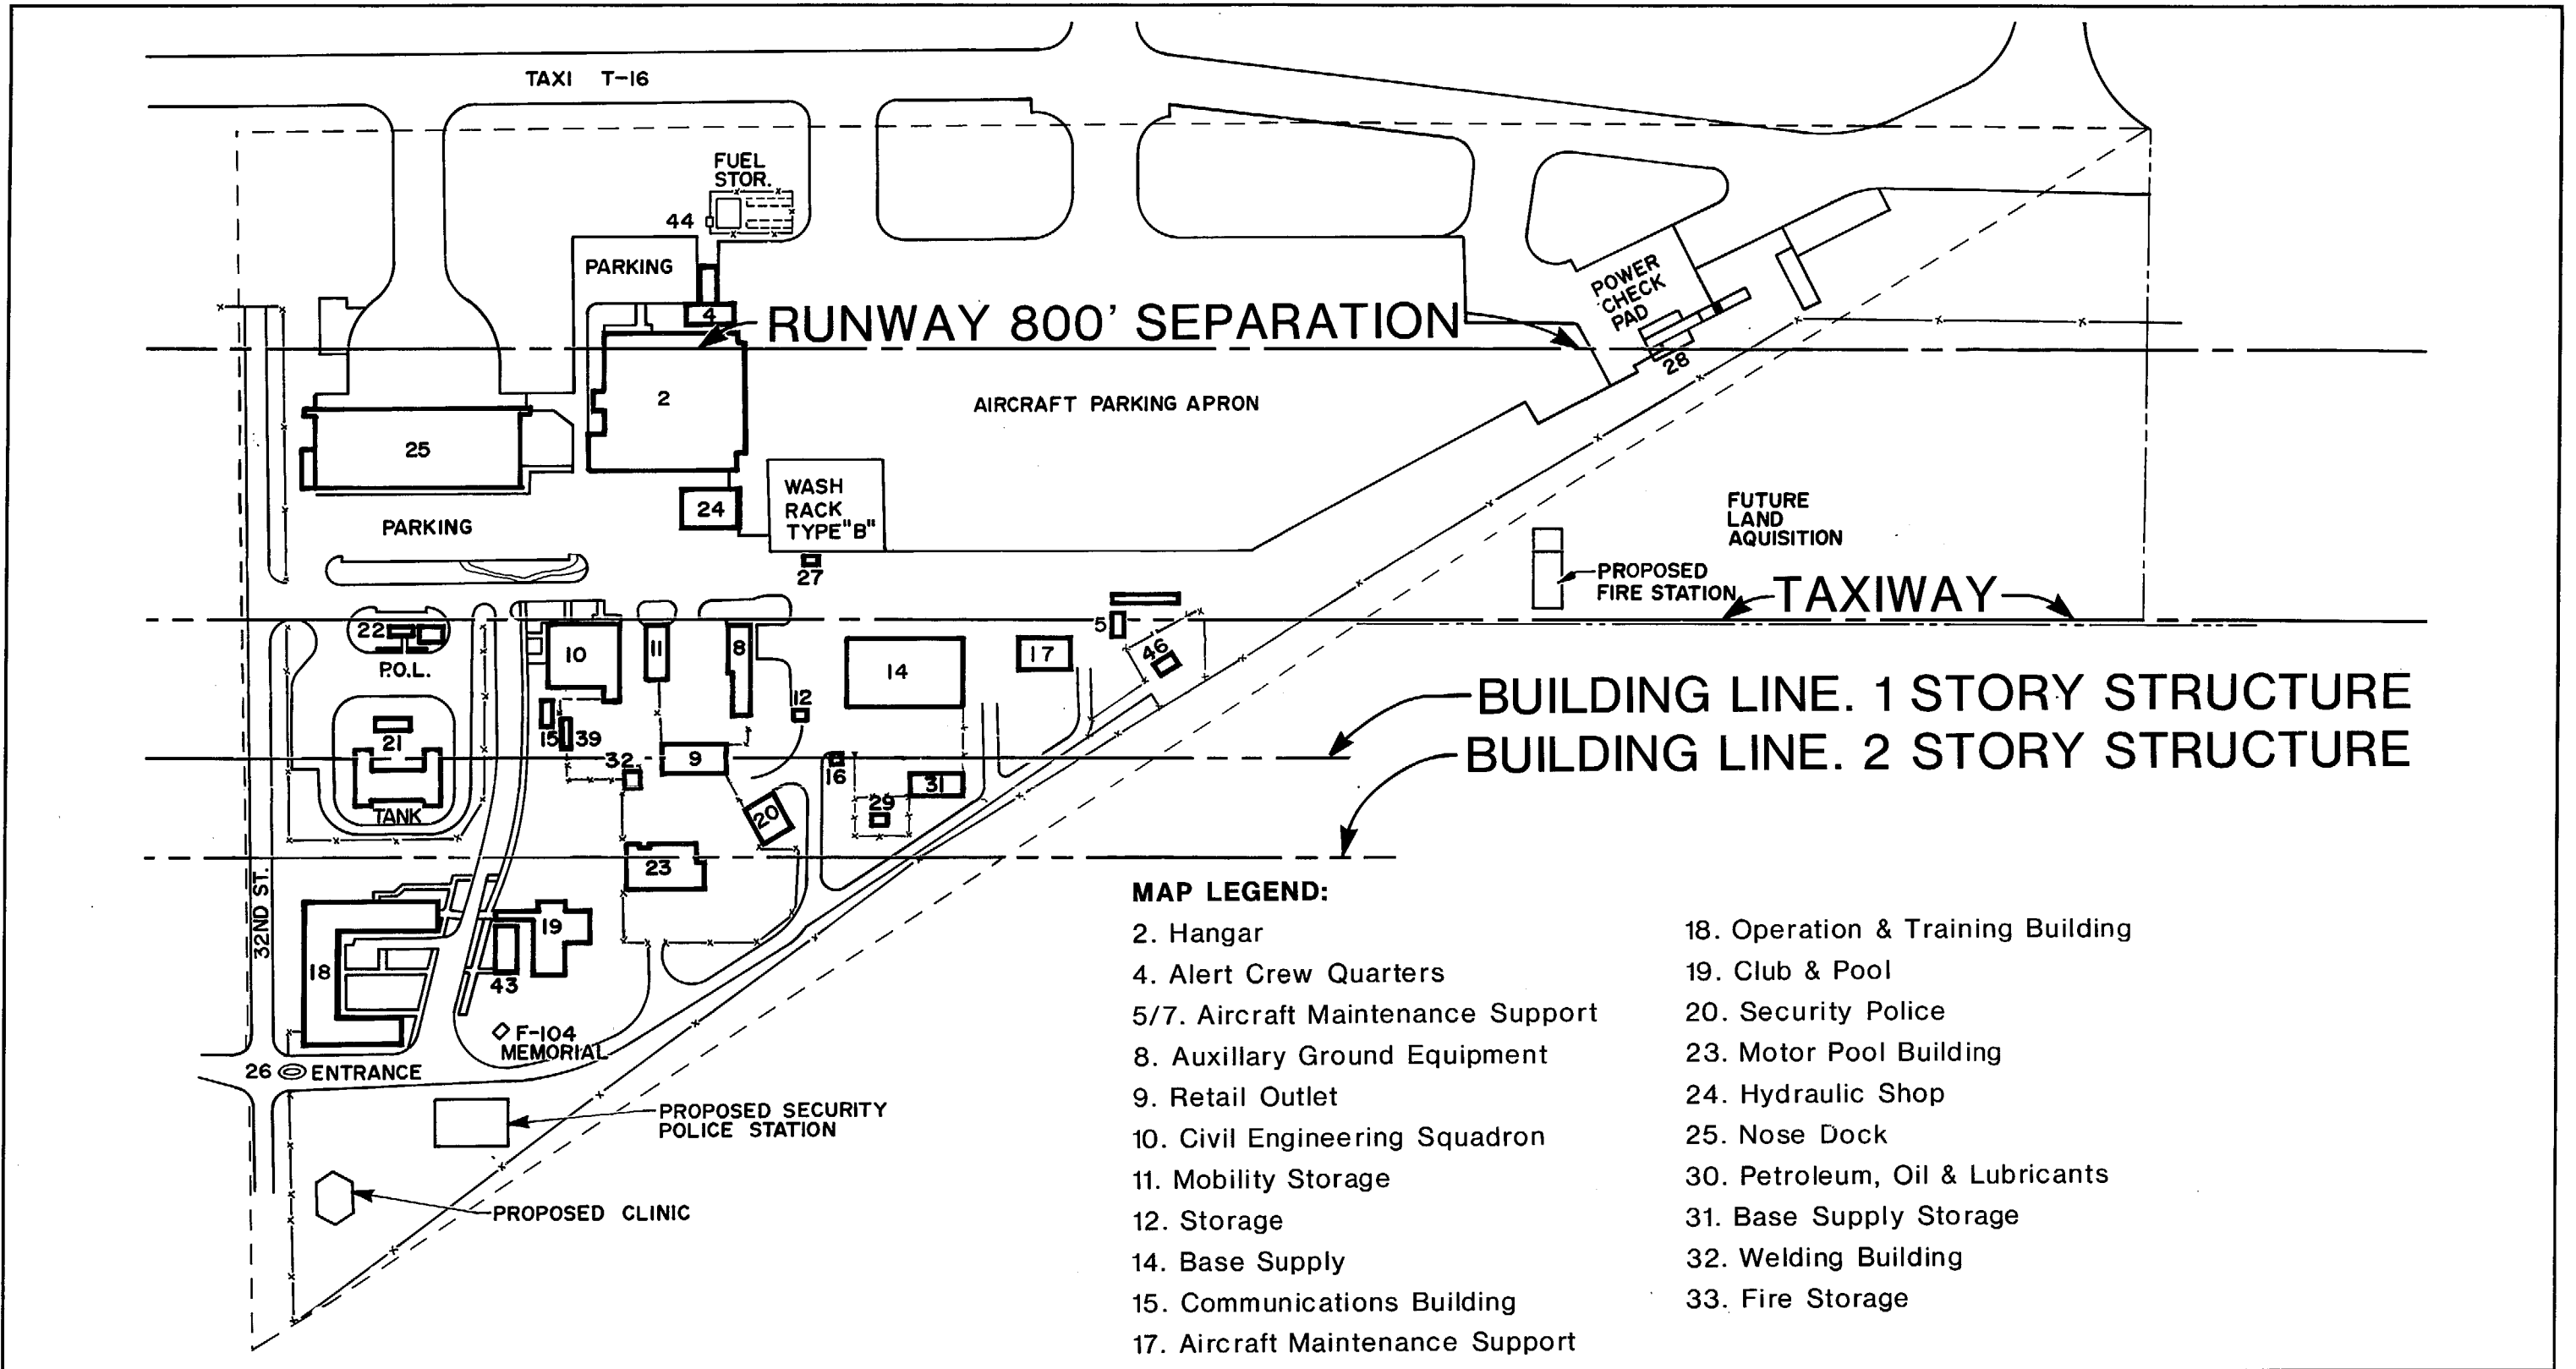 TAXI T-16
FUEL
STOR.
44
PARKING
4
RUNWAY 800' SEPARATION
POWER
CHECK
PAD
28
2
AIRCRAFT PARKING APRON
25
24
WASH
RACK
TYPE "B"
PARKING
27
FUTURE
LAND
AQUISITION
PROPOSED
FIRE STATION
TAXIWAY
22
P.O.L.
10
11
8
12
14
17
5
46
BUILDING LINE. 1 STORY STRUCTURE
BUILDING LINE. 2 STORY STRUCTURE
21
TANK
15
39
32
9
16
31
29
20
23
32ND ST.
18
19
43
F-104
MEMORIAL
26
ENTRANCE
PROPOSED SECURITY
POLICE STATION
PROPOSED CLINIC
MAP LEGEND:
2. Hangar
4. Alert Crew Quarters
5/7. Aircraft Maintenance Support
8. Auxillary Ground Equipment
9. Retail Outlet
10. Civil Engineering Squadron
11. Mobility Storage
12. Storage
14. Base Supply
15. Communications Building
17. Aircraft Maintenance Support
18. Operation & Training Building
19. Club & Pool
20. Security Police
23. Motor Pool Building
24. Hydraulic Shop
25. Nose Dock
30. Petroleum, Oil & Lubricants
31. Base Supply Storage
32. Welding Building
33. Fire Storage